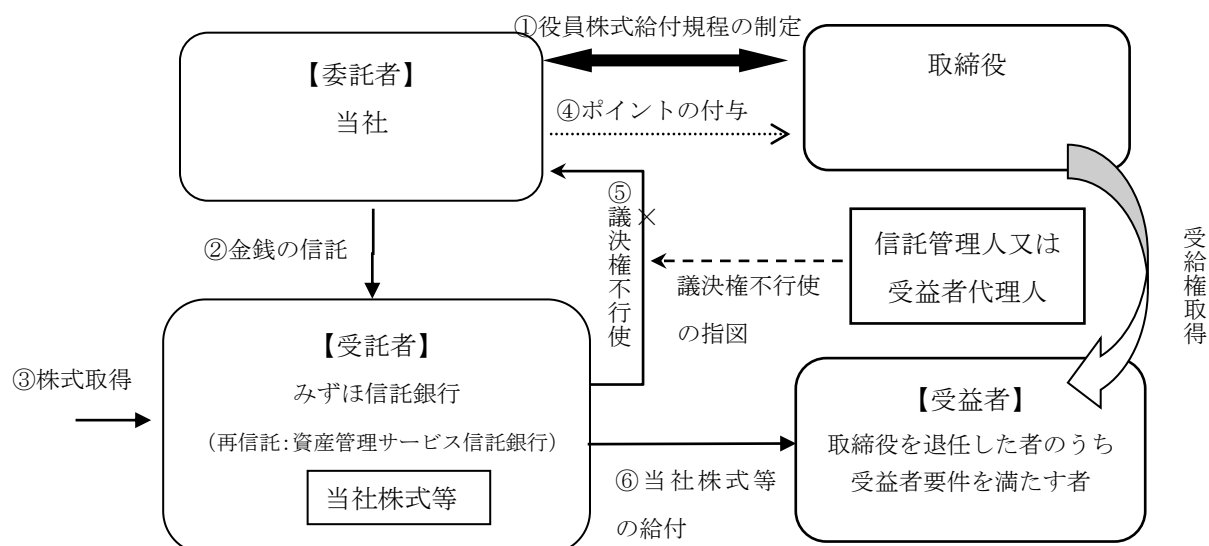 ①役員株式給付規程の制定
【委託者】
当社
取締役
④ポイントの付与
⑤議決権不行使
×
②金銭の信託
議決権不行使
の指図
信託管理人又は
受益者代理人
受給権取得
③株式取得
【受託者】
みずほ信託銀行
(再信託:資産管理サービス信託銀行)
当社株式等
⑥当社株式等
の給付
【受益者】
取締役を退任した者のうち
受益者要件を満たす者